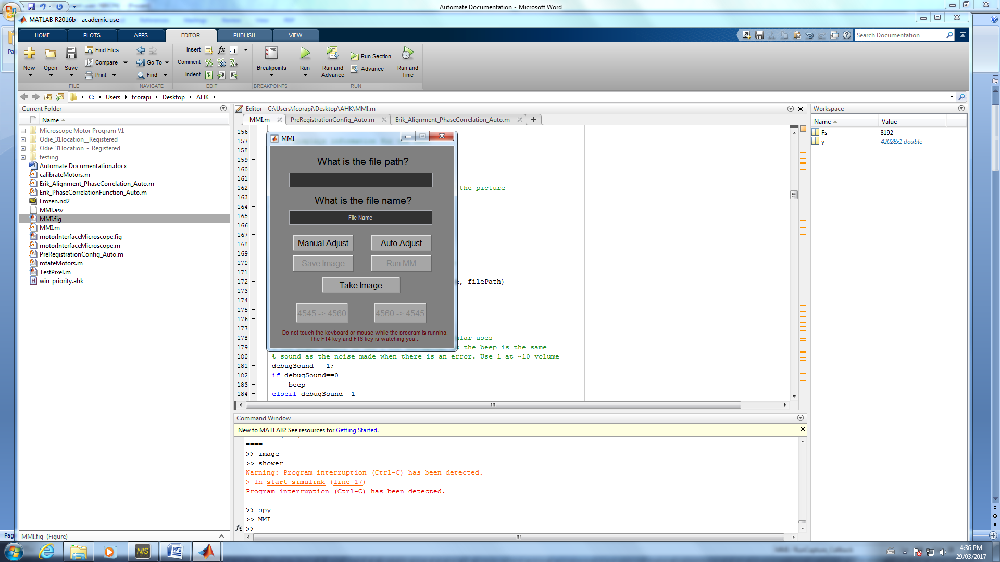 Automate Documentation - Microsoft Word
MATLAB R2016b - academic use
HOME PLOTS APPS EDITOR PUBLISH VIEW
Search Documentation
New Open Save
Find Files
Compare
Print
Go To
Find
Insert
Comment
Indent
Breakpoints
Run
Run and Advance
Run Section
Advance
Run and Time
FILE NAVIGATE EDIT BREAKPOINTS RUN
C: Users fcorapi Desktop AHK
Current Folder
Name
Microscope Motor Program V1
Odie_31location__Registered
Odie_31location_-_Registered
testing
Automate Documentation.docx
calibrateMotors.m
Erik_Alignment_PhaseCorrelation_Auto.m
Erik_PhaseCorrelationFunction_Auto.m
Frozen.nd2
MMI.asv
MMI.fig
MMI.m
motorInterfaceMicroscope.fig
motorInterfaceMicroscope.m
PreRegistrationConfig_Auto.m
rotateMotors.m
TestPixel.m
win_priority.ahk
MMI.fig (Figure)
Editor - C:\Users\fcorapi\Desktop\AHK\MMI.m
MMI.m PreRegistrationConfig_Auto.m Erik_Alignment_PhaseCorrelation_Auto.m
156
157
158
159
160
161
162 the picture
163
164
165
166
167
168
169
170
171
172 , filePath)
173
174
175
176
177
178 ular uses
179 the beep is the same
180 % sound as the noise made when there is an error. Use 1 at ~10 volume
181 debugSound = 1;
182 if debugSound==0
183 beep
184 elseif debugSound==1
MMI
What is the file path?
What is the file name?
File Name
Manual Adjust Auto Adjust
Save Image Run MM
Take Image
4545 -> 4560 4560 -> 4545
Do not touch the keyboard or mouse while the program is running.
The F14 key and F16 key is watching you...
Command Window
New to MATLAB? See resources for Getting Started.
====
>> image
>> shower
Warning: Program interruption (Ctrl-C) has been detected.
> In start_simulink (line 17)
Program interruption (Ctrl-C) has been detected.
>> spy
>> MMI
fx >>
Workspace
Name Value
Fs 8192
y 42028x1 double
Pag
NIS
4:36 PM
29/03/2017